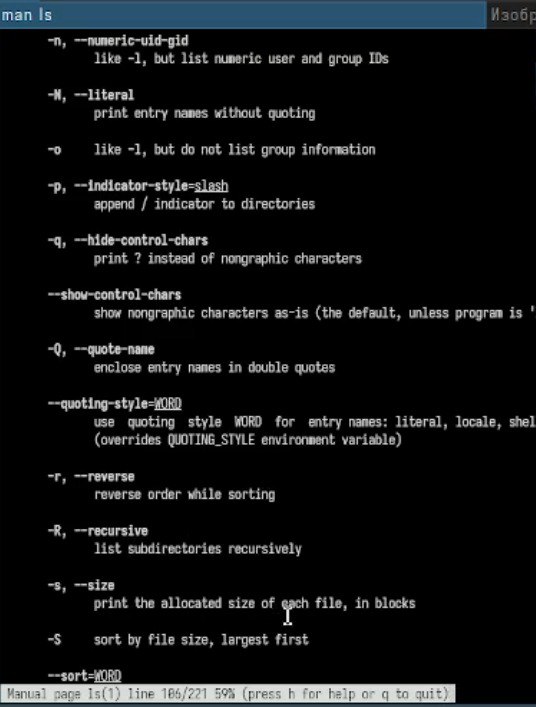 man ls
Изобр
-n, --numeric-uid-gid
like -l, but list numeric user and group IDs
-N, --literal
print entry names without quoting
-o like -l, but do not list group information
-p, --indicator-style=slash
append / indicator to directories
-q, --hide-control-chars
print ? instead of nongraphic characters
--show-control-chars
show nongraphic characters as-is (the default, unless program is '
-Q, --quote-name
enclose entry names in double quotes
--quoting-style=WORD
use quoting style WORD for entry names: literal, locale, shel
(overrides QUOTING_STYLE environment variable)
-r, --reverse
reverse order while sorting
-R, --recursive
list subdirectories recursively
-s, --size
print the allocated size of each file, in blocks
-S sort by file size, largest first
--sort=WORD
Manual page ls(1) line 106/221 59% (press h for help or q to quit)